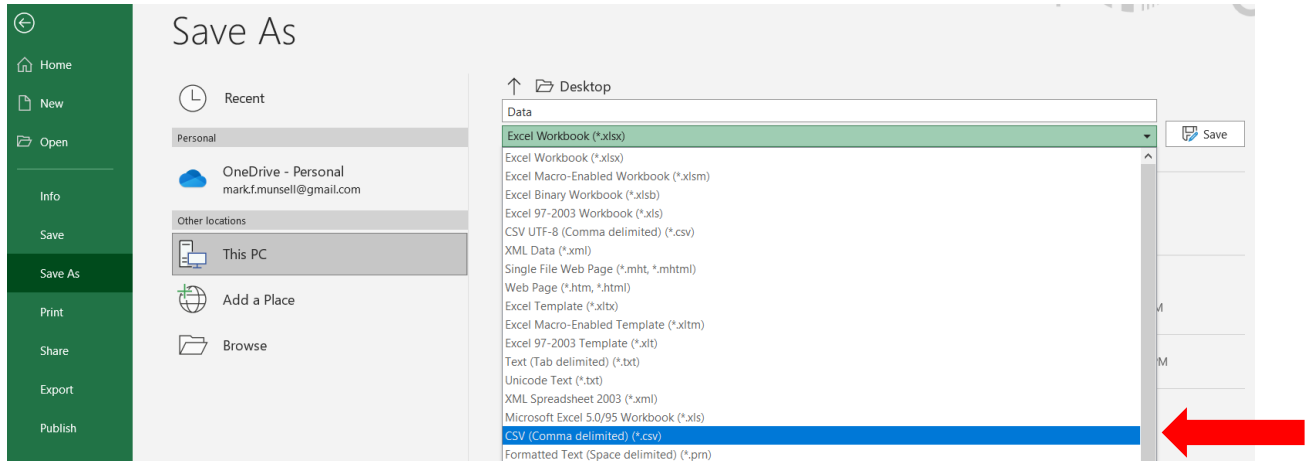 Save As
Home
New
Open
Info
Save
Save As
Print
Share
Export
Publish
Recent
Personal
OneDrive - Personal
mark.f.munsell@gmail.com
Other locations
This PC
Add a Place
Browse
Desktop
Data
Excel Workbook (*.xlsx)
Save
Excel Workbook (*.xlsx)
Excel Macro-Enabled Workbook (*.xlsm)
Excel Binary Workbook (*.xlsb)
Excel 97-2003 Workbook (*.xls)
CSV UTF-8 (Comma delimited) (*.csv)
XML Data (*.xml)
Single File Web Page (*.mht, *.mhtml)
Web Page (*.htm, *.html)
Excel Template (*.xltx)
Excel Macro-Enabled Template (*.xltm)
Excel 97-2003 Template (*.xlt)
Text (Tab delimited) (*.txt)
Unicode Text (*.txt)
XML Spreadsheet 2003 (*.xml)
Microsoft Excel 5.0/95 Workbook (*.xls)
CSV (Comma delimited) (*.csv)
Formatted Text (Space delimited) (*.prn)